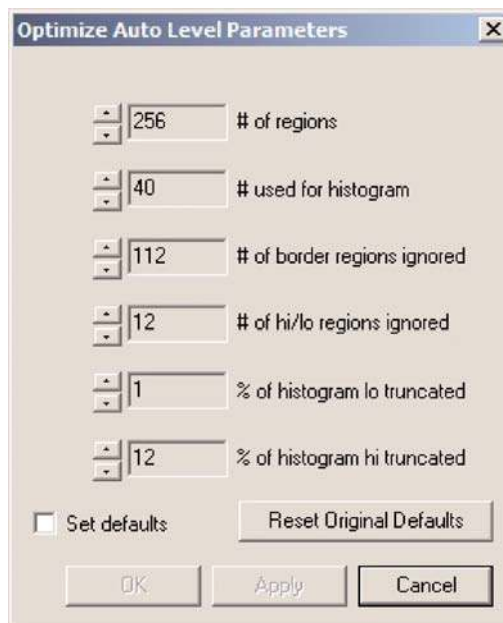 Optimize Auto Level Parameters
256 # of regions
40 # used for histogram
112 # of border regions ignored
12 # of hi/lo regions ignored
1 % of histogram lo truncated
12 % of histogram hi truncated
Set defaults Reset Original Defaults
OK Apply Cancel